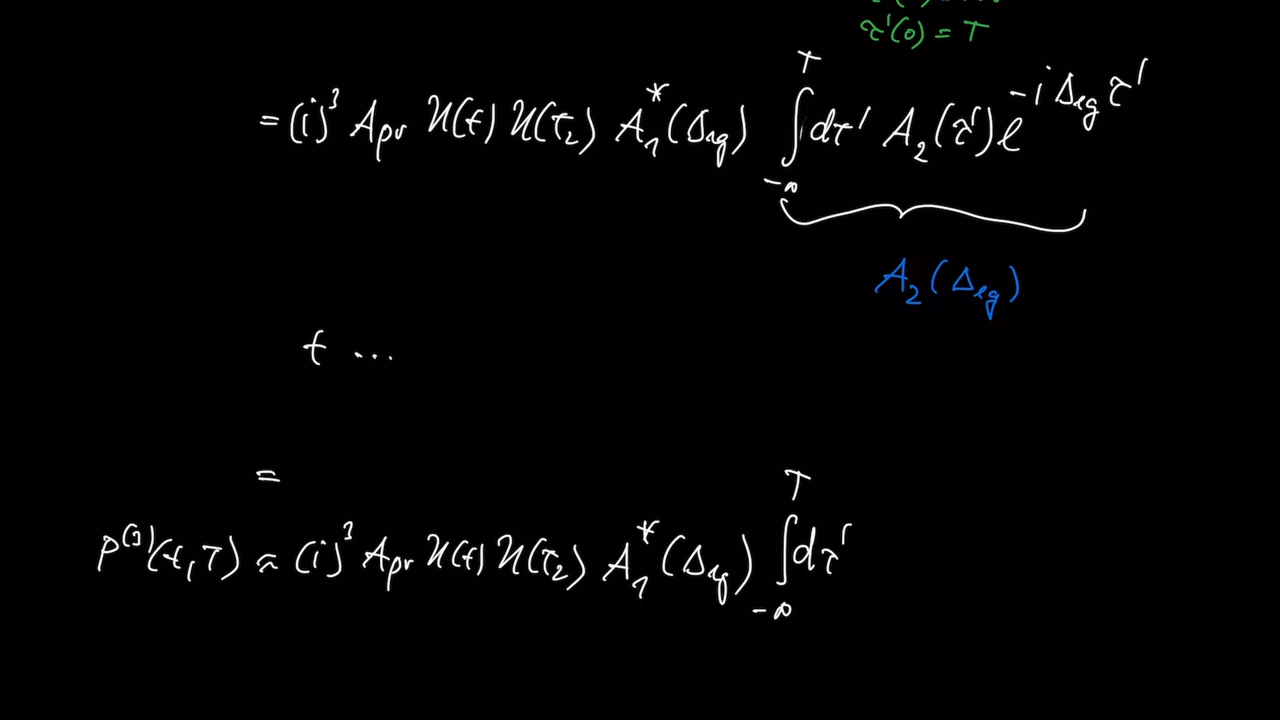 τ'(0) = T
= (i)³ A_pr 𝓗(t) 𝓗(τ₂) A₁*(Δ_eg) ∫_{-∞}^{T} dτ' A₂(τ') e^{-iΔ_eg τ'}
A₂(Δ_eg)
t ...
=
P⁽³⁾(t,T) ≈ (i)³ A_pr 𝓗(t) 𝓗(τ₂) A₁*(Δ_eg) ∫_{-∞}^{T} dτ'